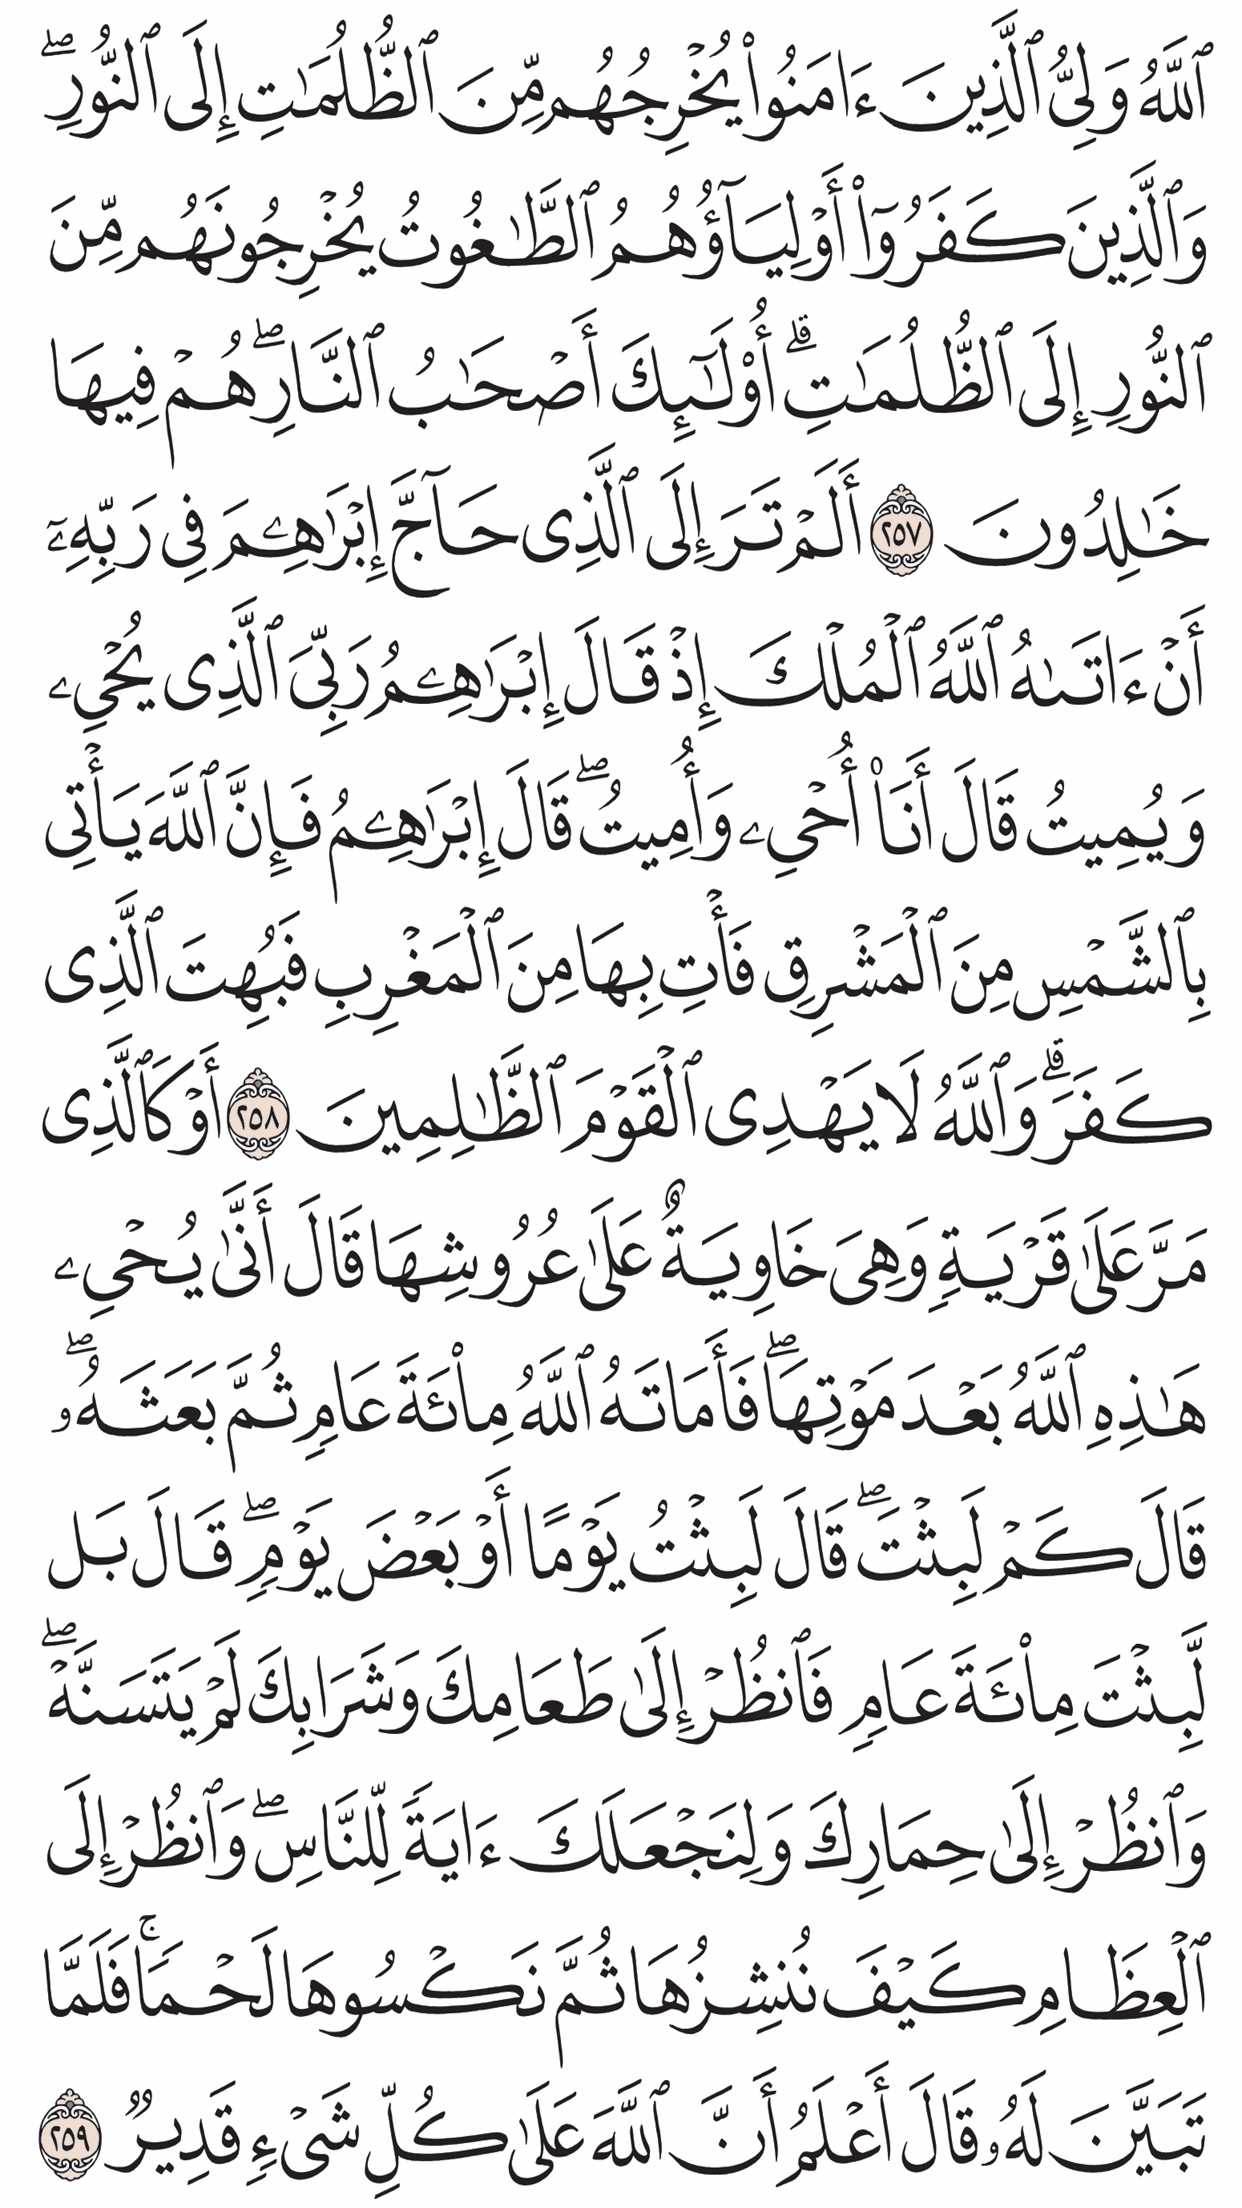 ٱللَّهُ وَلِىُّ ٱلَّذِينَ ءَامَنُوا۟ يُخْرِجُهُم مِّنَ ٱلظُّلُمَـٰتِ إِلَى ٱلنُّورِ ۖ
وَٱلَّذِينَ كَفَرُوٓا۟ أَوْلِيَآؤُهُمُ ٱلطَّـٰغُوتُ يُخْرِجُونَهُم مِّنَ
ٱلنُّورِ إِلَى ٱلظُّلُمَـٰتِ ۗ أُو۟لَـٰٓئِكَ أَصْحَـٰبُ ٱلنَّارِ ۖ هُمْ فِيهَا
خَـٰلِدُونَ ٢٥٧ أَلَمْ تَرَ إِلَى ٱلَّذِى حَآجَّ إِبْرَٰهِـۧمَ فِى رَبِّهِۦٓ
أَنْ ءَاتَىٰهُ ٱللَّهُ ٱلْمُلْكَ إِذْ قَالَ إِبْرَٰهِـۧمُ رَبِّىَ ٱلَّذِى يُحْىِۦ
وَيُمِيتُ قَالَ أَنَا۠ أُحْىِۦ وَأُمِيتُ ۖ قَالَ إِبْرَٰهِـۧمُ فَإِنَّ ٱللَّهَ يَأْتِى
بِٱلشَّمْسِ مِنَ ٱلْمَشْرِقِ فَأْتِ بِهَا مِنَ ٱلْمَغْرِبِ فَبُهِتَ ٱلَّذِى
كَفَرَ ۗ وَٱللَّهُ لَا يَهْدِى ٱلْقَوْمَ ٱلظَّـٰلِمِينَ ٢٥٨ أَوْ كَٱلَّذِى
مَرَّ عَلَىٰ قَرْيَةٍ وَهِىَ خَاوِيَةٌ عَلَىٰ عُرُوشِهَا قَالَ أَنَّىٰ يُحْىِۦ
هَـٰذِهِ ٱللَّهُ بَعْدَ مَوْتِهَا ۖ فَأَمَاتَهُ ٱللَّهُ مِا۟ئَةَ عَامٍ ثُمَّ بَعَثَهُۥ ۖ
قَالَ كَمْ لَبِثْتَ ۖ قَالَ لَبِثْتُ يَوْمًا أَوْ بَعْضَ يَوْمٍ ۖ قَالَ بَل
لَّبِثْتَ مِا۟ئَةَ عَامٍ فَٱنظُرْ إِلَىٰ طَعَامِكَ وَشَرَابِكَ لَمْ يَتَسَنَّهْ ۖ
وَٱنظُرْ إِلَىٰ حِمَارِكَ وَلِنَجْعَلَكَ ءَايَةً لِّلنَّاسِ ۖ وَٱنظُرْ إِلَى
ٱلْعِظَامِ كَيْفَ نُنشِزُهَا ثُمَّ نَكْسُوهَا لَحْمًا ۚ فَلَمَّا
تَبَيَّنَ لَهُۥ قَالَ أَعْلَمُ أَنَّ ٱللَّهَ عَلَىٰ كُلِّ شَىْءٍ قَدِيرٌ ٢٥٩